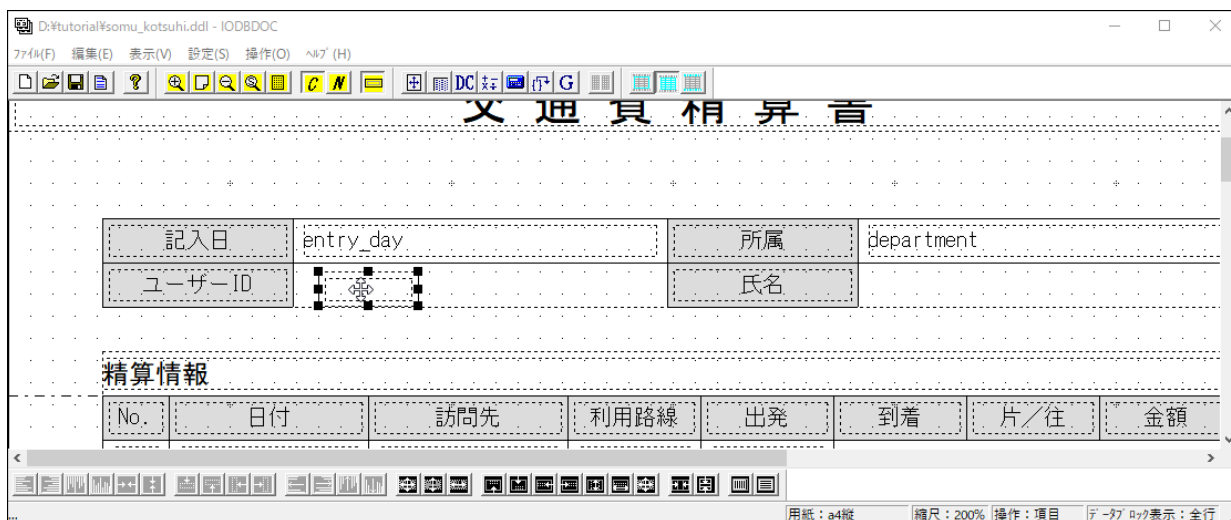 D:¥tutorial¥somu_kotsuhi.ddl - IODBDOC
ﾌｧｲﾙ(F) 編集(E) 表示(V) 設定(S) 操作(O) ﾍﾙﾌﾟ(H)
C N DC G
交通費精算書
記入日 entry_day 所属 department
ユーザーID 氏名
精算情報
No. 日付 訪問先 利用路線 出発 到着 片／往 金額
用紙：a4縦 縮尺：200% 操作：項目 ﾃﾞｰﾀﾌﾞﾛｯｸ表示：全行